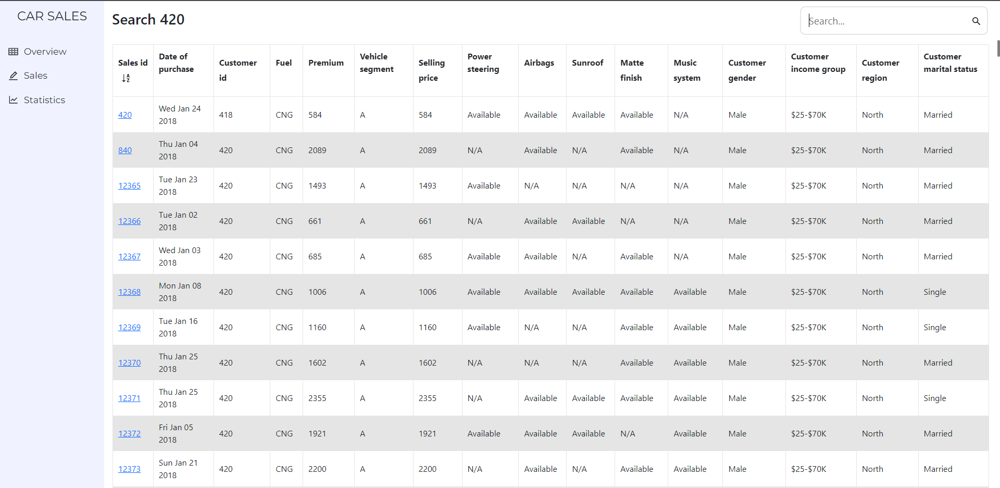 CAR SALES
Overview
Sales
Statistics
Search 420
Search...
Sales id Date of purchase Customer id Fuel Premium Vehicle segment Selling price Power steering Airbags Sunroof Matte finish Music system Customer gender Customer income group Customer region Customer marital status
420 Wed Jan 24 2018 418 CNG 584 A 584 Available Available Available Available N/A Male $25-$70K North Married
840 Thu Jan 04 2018 420 CNG 2089 A 2089 N/A Available N/A Available N/A Male $25-$70K North Married
12365 Tue Jan 23 2018 420 CNG 1493 A 1493 Available N/A N/A N/A N/A Male $25-$70K North Married
12366 Tue Jan 02 2018 420 CNG 661 A 661 N/A Available Available N/A N/A Male $25-$70K North Married
12367 Wed Jan 03 2018 420 CNG 685 A 685 Available Available N/A Available N/A Male $25-$70K North Married
12368 Mon Jan 08 2018 420 CNG 1006 A 1006 Available Available Available Available Available Male $25-$70K North Single
12369 Tue Jan 16 2018 420 CNG 1160 A 1160 Available N/A N/A Available Available Male $25-$70K North Single
12370 Thu Jan 25 2018 420 CNG 1602 A 1602 N/A N/A N/A Available Available Male $25-$70K North Married
12371 Thu Jan 25 2018 420 CNG 2355 A 2355 N/A Available Available Available Available Male $25-$70K North Single
12372 Fri Jan 05 2018 420 CNG 1921 A 1921 Available Available Available N/A Available Male $25-$70K North Married
12373 Sun Jan 21 2018 420 CNG 2200 A 2200 N/A Available N/A Available Available Male $25-$70K North Married